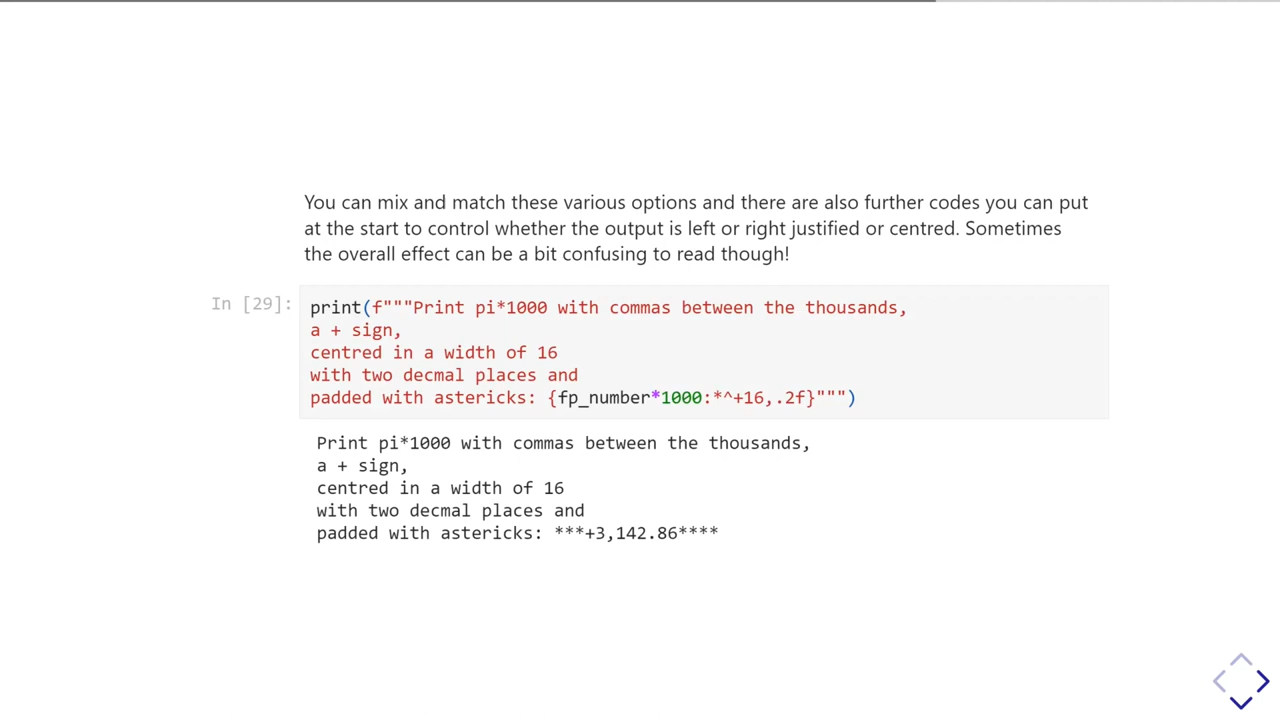 You can mix and match these various options and there are also further codes you can put
at the start to control whether the output is left or right justified or centred. Sometimes
the overall effect can be a bit confusing to read though!
In [29]:
print(f"""Print pi*1000 with commas between the thousands,
a + sign,
centred in a width of 16
with two decmal places and
padded with astericks: {fp_number*1000:*^+16,.2f}""")
Print pi*1000 with commas between the thousands,
a + sign,
centred in a width of 16
with two decmal places and
padded with astericks: ***+3,142.86****